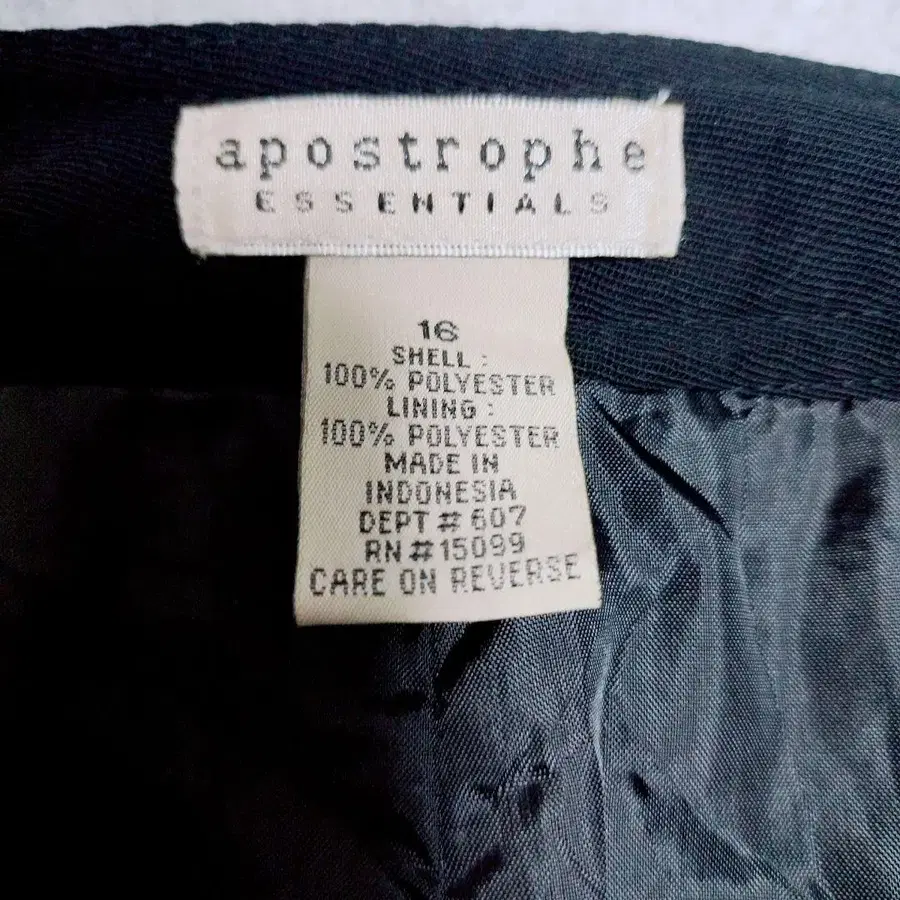 apostrophe
ESSENTIALS
16
SHELL :
100% POLYESTER
LINING :
100% POLYESTER
MADE IN
INDONESIA
DEPT # 607
RN #15099
CARE ON REVERSE